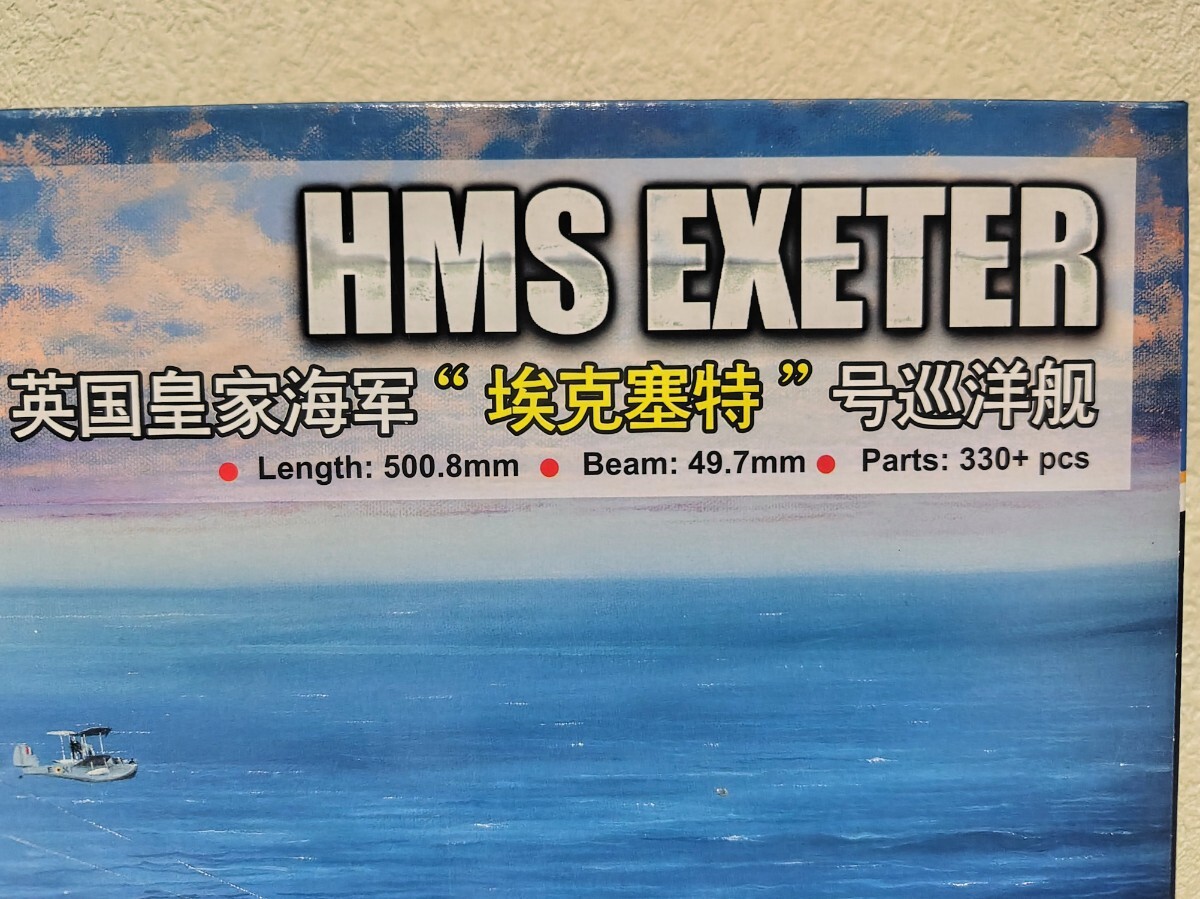 HMS EXETER
英国皇家海军“埃克塞特”号巡洋舰
● Length: 500.8mm ● Beam: 49.7mm ● Parts: 330+ pcs